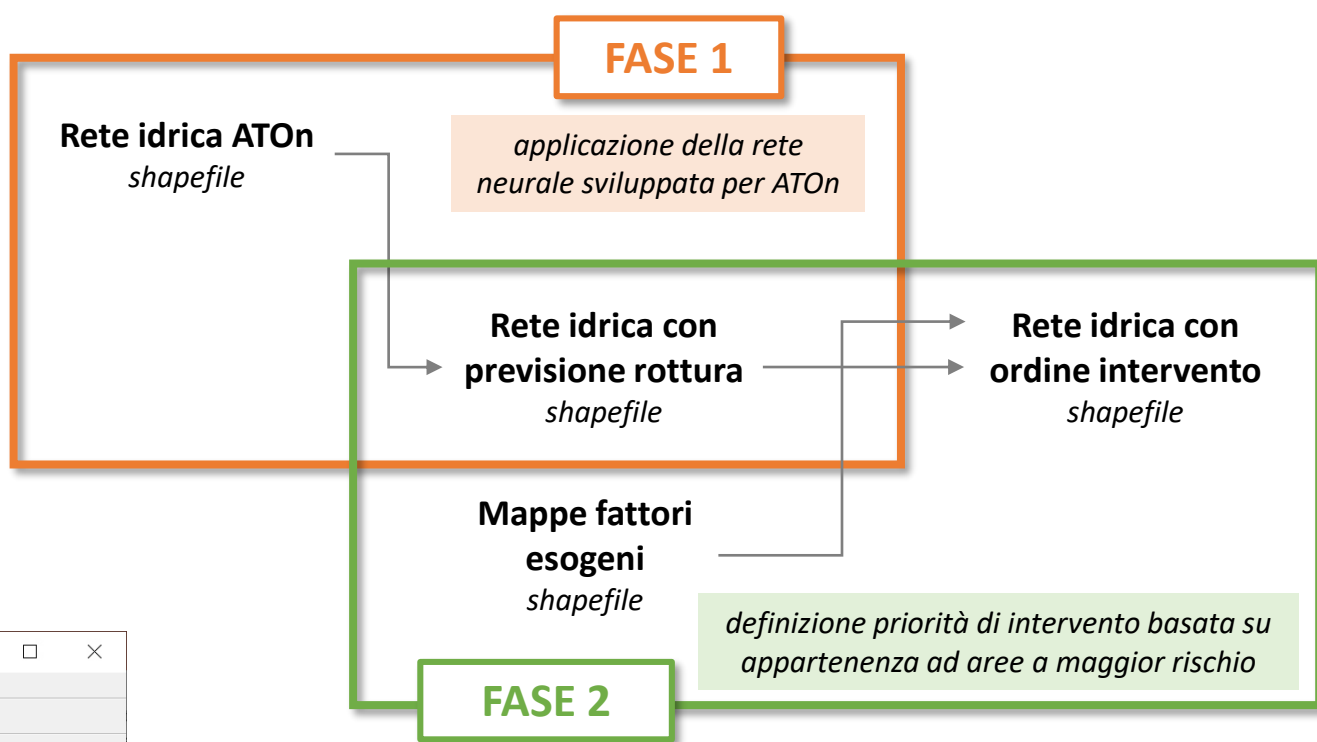 FASE 1
Rete idrica ATOn
shapefile
applicazione della rete
neurale sviluppata per ATOn
Rete idrica con
previsione rottura
shapefile
Rete idrica con
ordine intervento
shapefile
Mappe fattori
esogeni
shapefile
definizione priorità di intervento basata su
appartenenza ad aree a maggior rischio
FASE 2